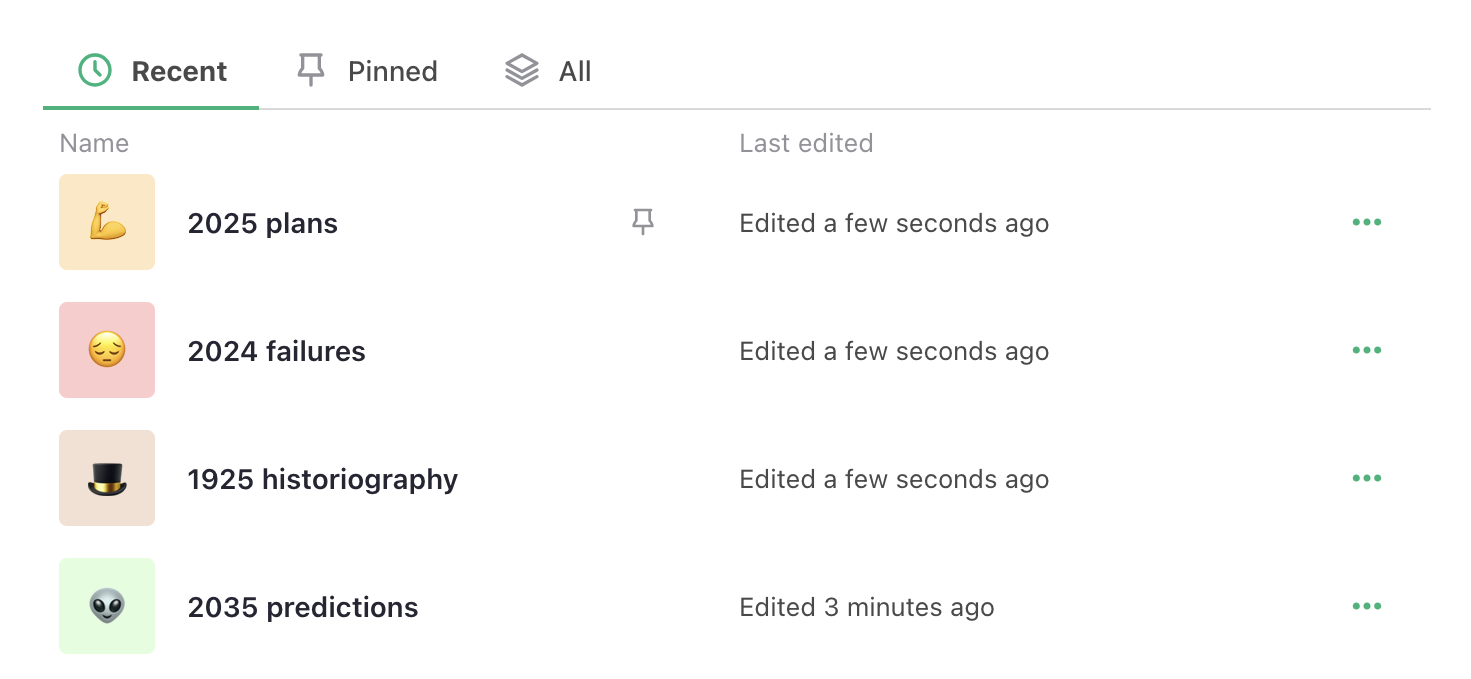 Recent Pinned All
Name Last edited
2025 plans Edited a few seconds ago
2024 failures Edited a few seconds ago
1925 historiography Edited a few seconds ago
2035 predictions Edited 3 minutes ago